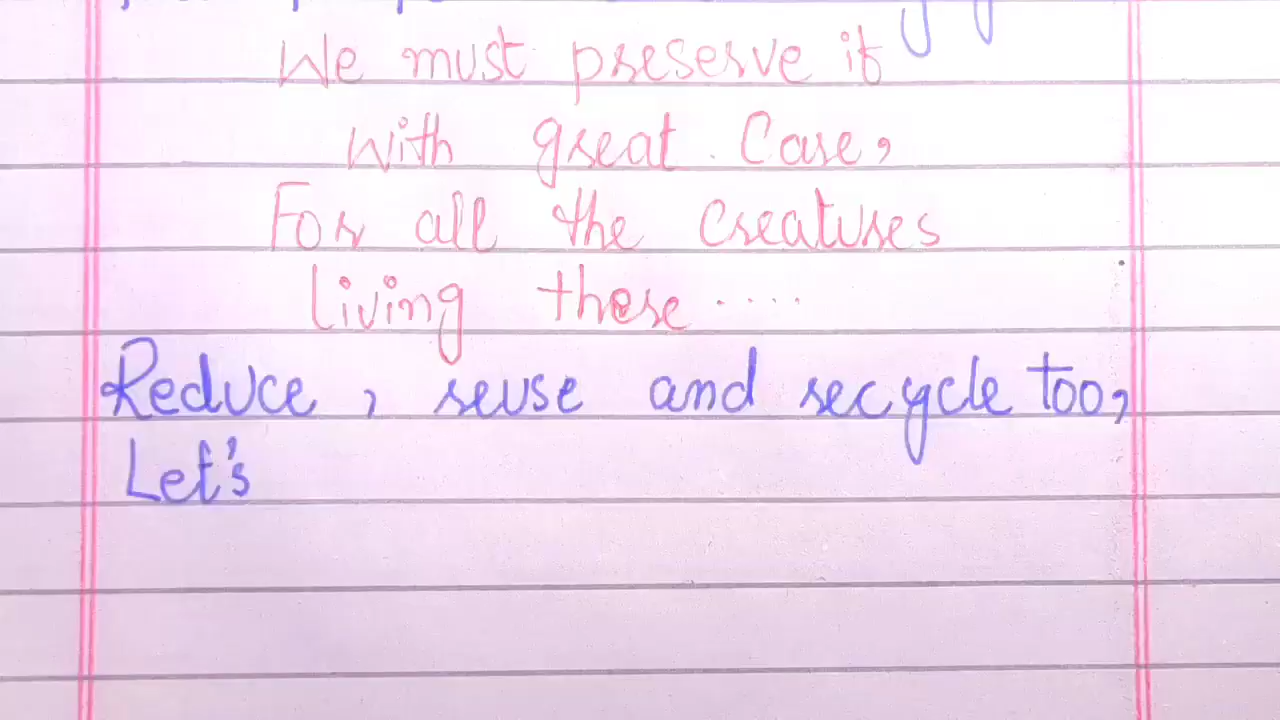 We must preserve it
With great Care,
For all the creatures
living there.....
Reduce, reuse and recycle too,
Let's